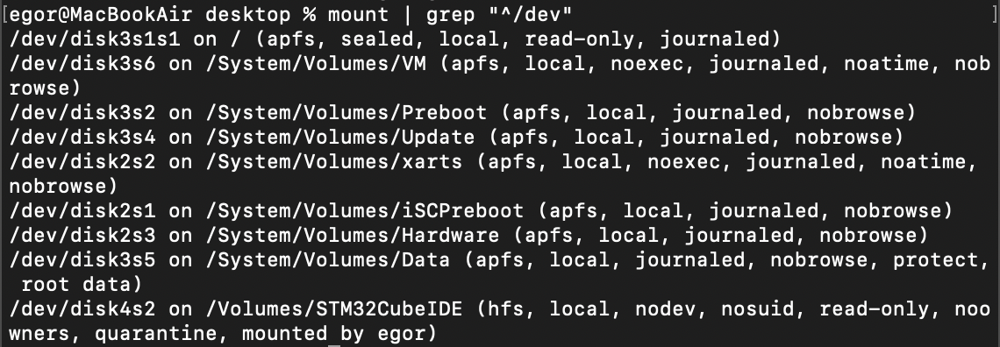 [egor@MacBookAir desktop % mount | grep "^/dev"                                  ]
/dev/disk3s1s1 on / (apfs, sealed, local, read-only, journaled)
/dev/disk3s6 on /System/Volumes/VM (apfs, local, noexec, journaled, noatime, nob
rowse)
/dev/disk3s2 on /System/Volumes/Preboot (apfs, local, journaled, nobrowse)
/dev/disk3s4 on /System/Volumes/Update (apfs, local, journaled, nobrowse)
/dev/disk2s2 on /System/Volumes/xarts (apfs, local, noexec, journaled, noatime,
nobrowse)
/dev/disk2s1 on /System/Volumes/iSCPreboot (apfs, local, journaled, nobrowse)
/dev/disk2s3 on /System/Volumes/Hardware (apfs, local, journaled, nobrowse)
/dev/disk3s5 on /System/Volumes/Data (apfs, local, journaled, nobrowse, protect,
 root data)
/dev/disk4s2 on /Volumes/STM32CubeIDE (hfs, local, nodev, nosuid, read-only, noo
wners, quarantine, mounted by egor)